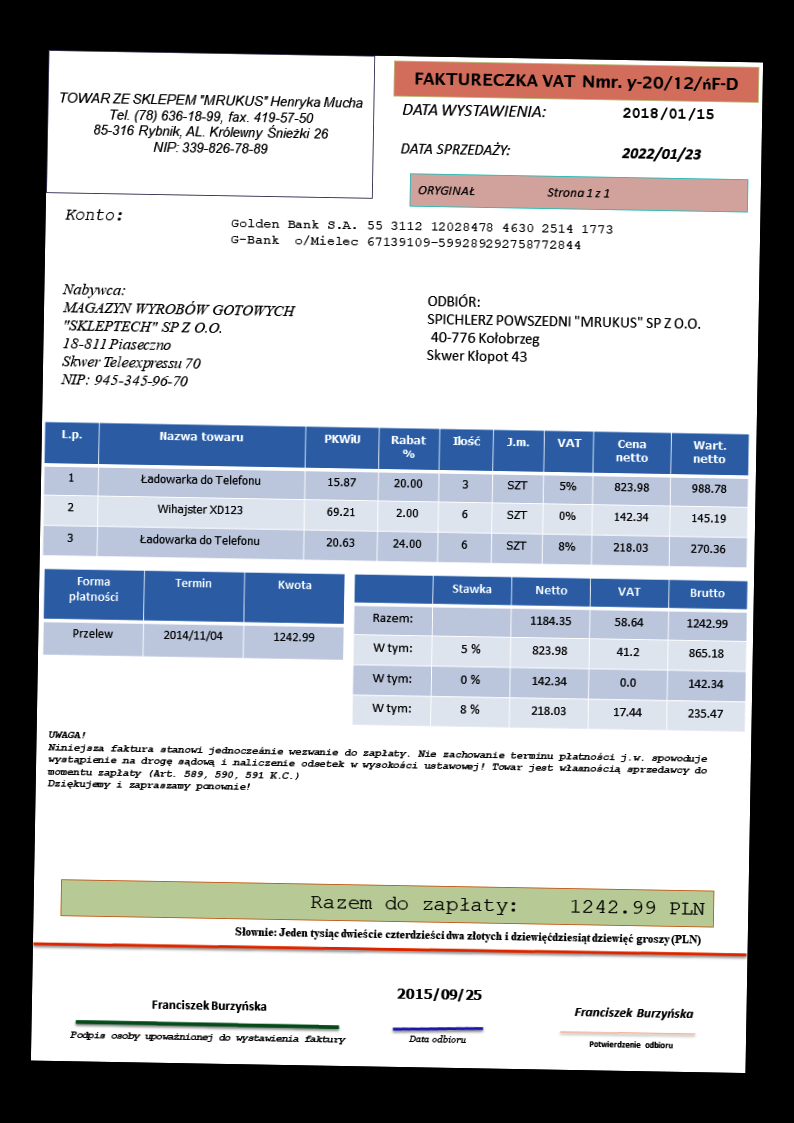 TOWAR ZE SKLEPEM "MRUKUS" Henryka Mucha
Tel. (78) 636-18-99, fax. 419-57-50
85-316 Rybnik, AL. Królewny Śnieżki 26
NIP: 339-826-78-89
FAKTURECZKA VAT Nmr. y-20/12/ńF-D
DATA WYSTAWIENIA: 2018/01/15
DATA SPRZEDAŻY: 2022/01/23
ORYGINAŁ Strona 1 z 1
Konto:
Golden Bank S.A. 55 3112 12028478 4630 2514 1773
G-Bank o/Mielec 67139109-599289292758772844
Nabywca:
MAGAZYN WYROBÓW GOTOWYCH
"SKLEPTECH" SP Z O.O.
18-811 Piaseczno
Skwer Teleexpressu 70
NIP: 945-345-96-70
ODBIÓR:
SPICHLERZ POWSZEDNI "MRUKUS" SP Z O.O.
40-776 Kołobrzeg
Skwer Kłopot 43
L.p. Nazwa towaru PKWiU Rabat % Ilość J.m. VAT Cena netto Wart. netto
1 Ładowarka do Telefonu 15.87 20.00 3 SZT 5% 823.98 988.78
2 Wihajster XD123 69.21 2.00 6 SZT 0% 142.34 145.19
3 Ładowarka do Telefonu 20.63 24.00 6 SZT 8% 218.03 270.36
Forma płatności Termin Kwota
Przelew 2014/11/04 1242.99
Stawka Netto VAT Brutto
Razem: 1184.35 58.64 1242.99
W tym: 5 % 823.98 41.2 865.18
W tym: 0 % 142.34 0.0 142.34
W tym: 8 % 218.03 17.44 235.47
UWAGA!
Niniejsza faktura stanowi jednocześnie wezwanie do zapłaty. Nie zachowanie terminu płatności j.w. spowoduje
wystąpienie na drogę sądową i naliczenie odsetek w wysokości ustawowej! Towar jest własnością sprzedawcy do
momentu zapłaty (Art. 589, 590, 591 K.C.)
Dziękujemy i zapraszamy ponownie!
Razem do zapłaty: 1242.99 PLN
Słownie: Jeden tysiąc dwieście czterdzieści dwa złotych i dziewięćdziesiąt dziewięć groszy (PLN)
Franciszek Burzyńska
Podpis osoby upoważnionej do wystawienia faktury
2015/09/25
Data odbioru
Franciszek Burzyńska
Potwierdzenie odbioru